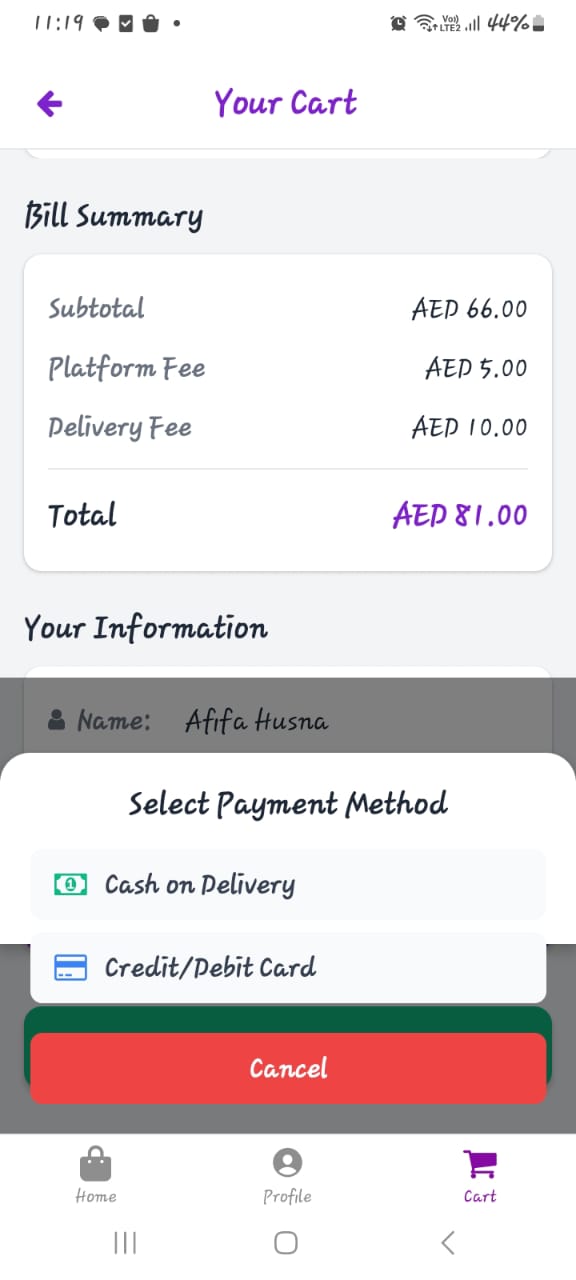 11:19
Vo))
LTE2
44%
Your Cart
Bill Summary
Subtotal AED 66.00
Platform Fee AED 5.00
Delivery Fee AED 10.00
Total AED 81.00
Your Information
Name: Afifa Husna
Select Payment Method
Cash on Delivery
Credit/Debit Card
Cancel
Home Profile Cart